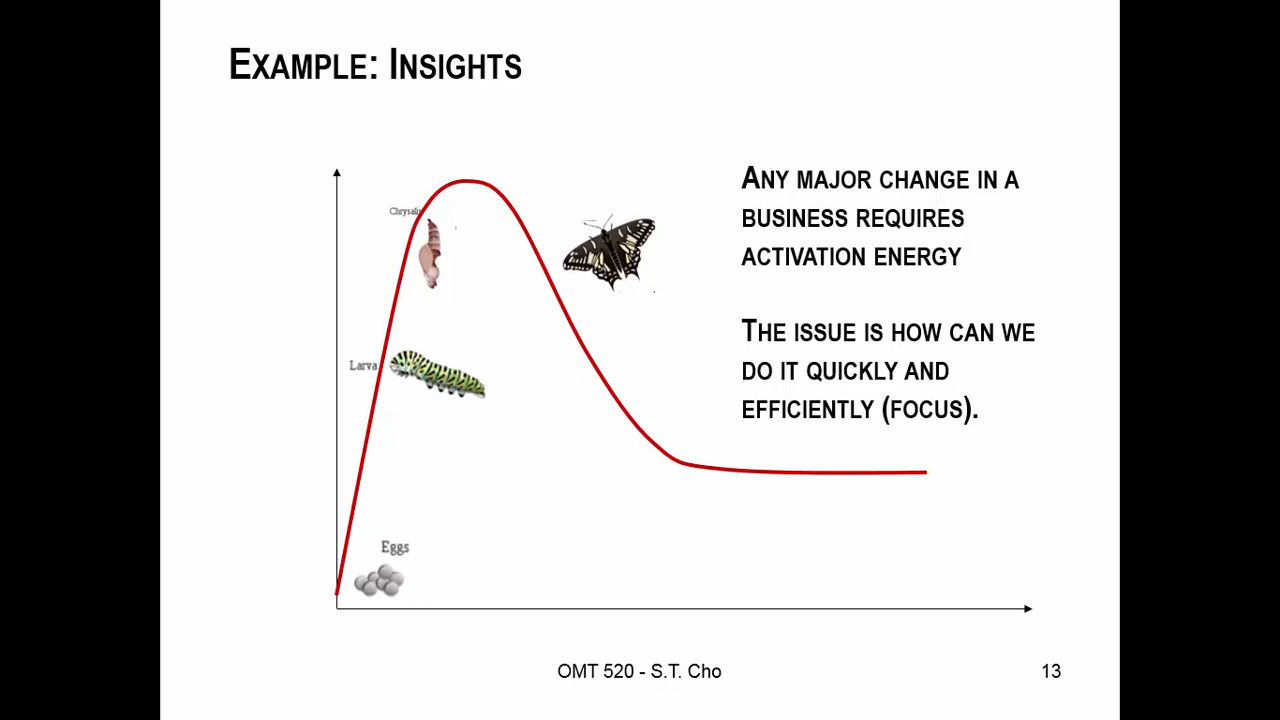 EXAMPLE: INSIGHTS
ANY MAJOR CHANGE IN A
BUSINESS REQUIRES
ACTIVATION ENERGY
THE ISSUE IS HOW CAN WE
DO IT QUICKLY AND
EFFICIENTLY (FOCUS).
Chrysalis
Larva
Eggs
OMT 520 - S.T. Cho
13